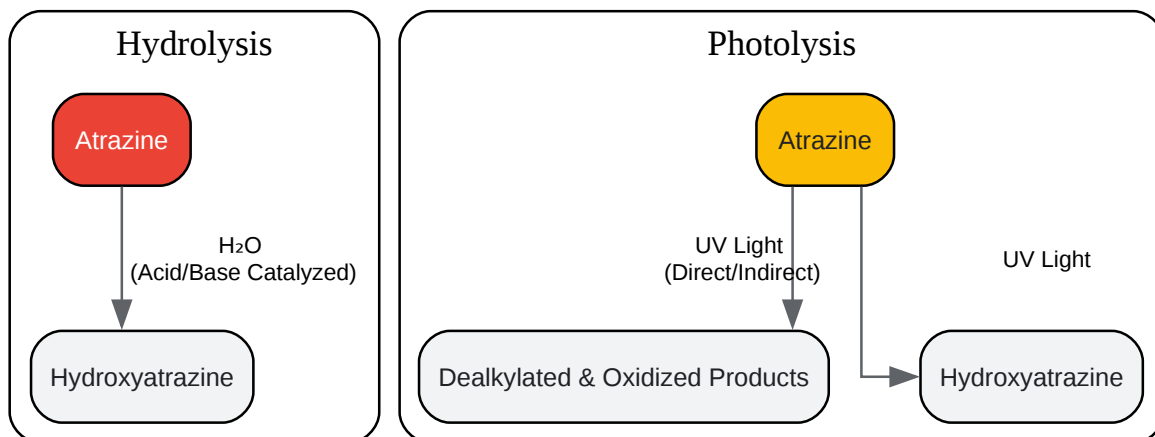 Hydrolysis
Atrazine
H₂O
(Acid/Base Catalyzed)
Hydroxyatrazine
Photolysis
Atrazine
UV Light
(Direct/Indirect)
UV Light
Dealkylated & Oxidized Products
Hydroxyatrazine